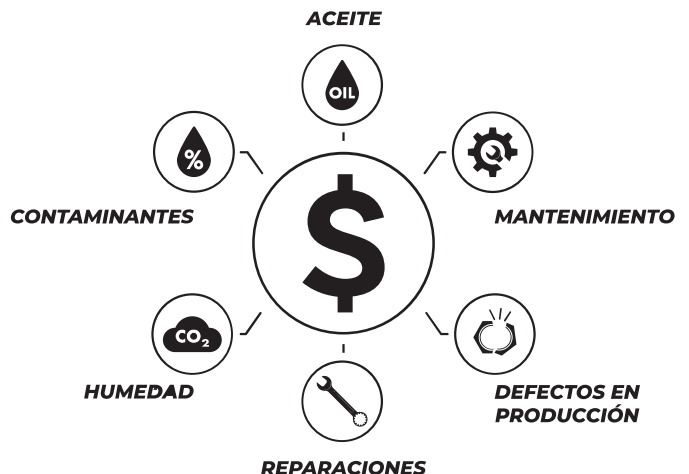 ACEITE
OIL
%
CONTAMINANTES
MANTENIMIENTO
$
CO₂
HUMEDAD
DEFECTOS EN
PRODUCCIÓN
REPARACIONES